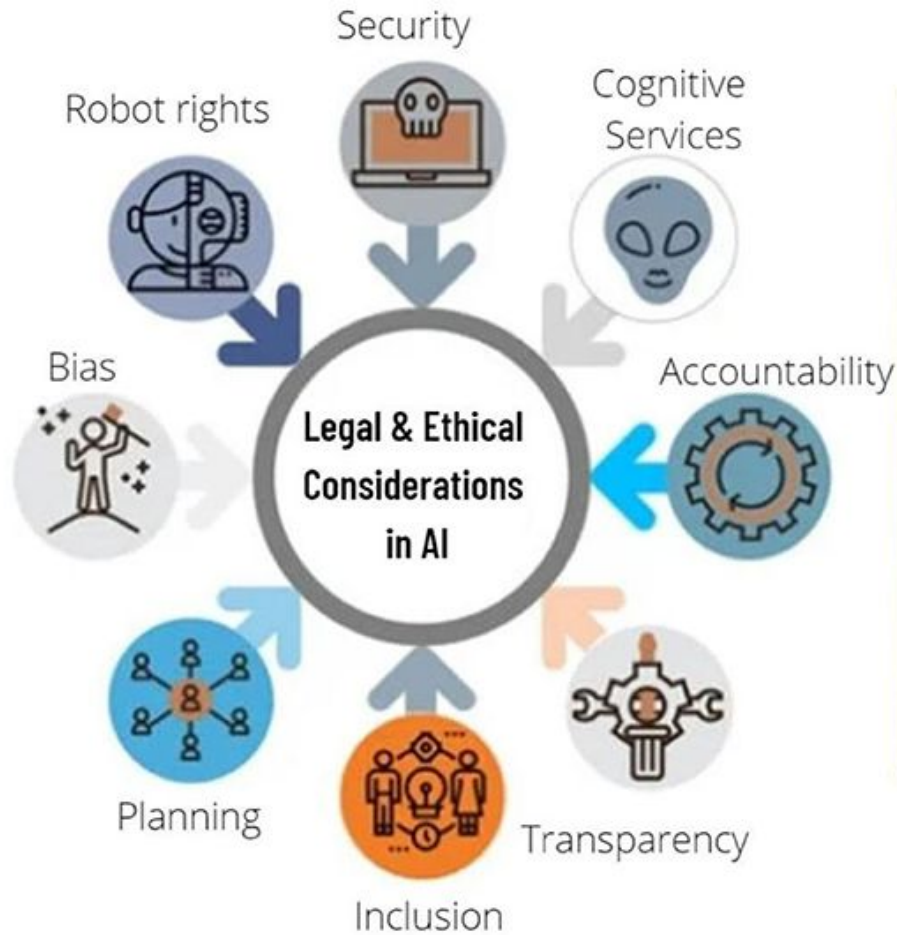 Security
Robot rights
Cognitive
Services
Bias
Accountability
Legal & Ethical
Considerations
in AI
Planning
Transparency
Inclusion